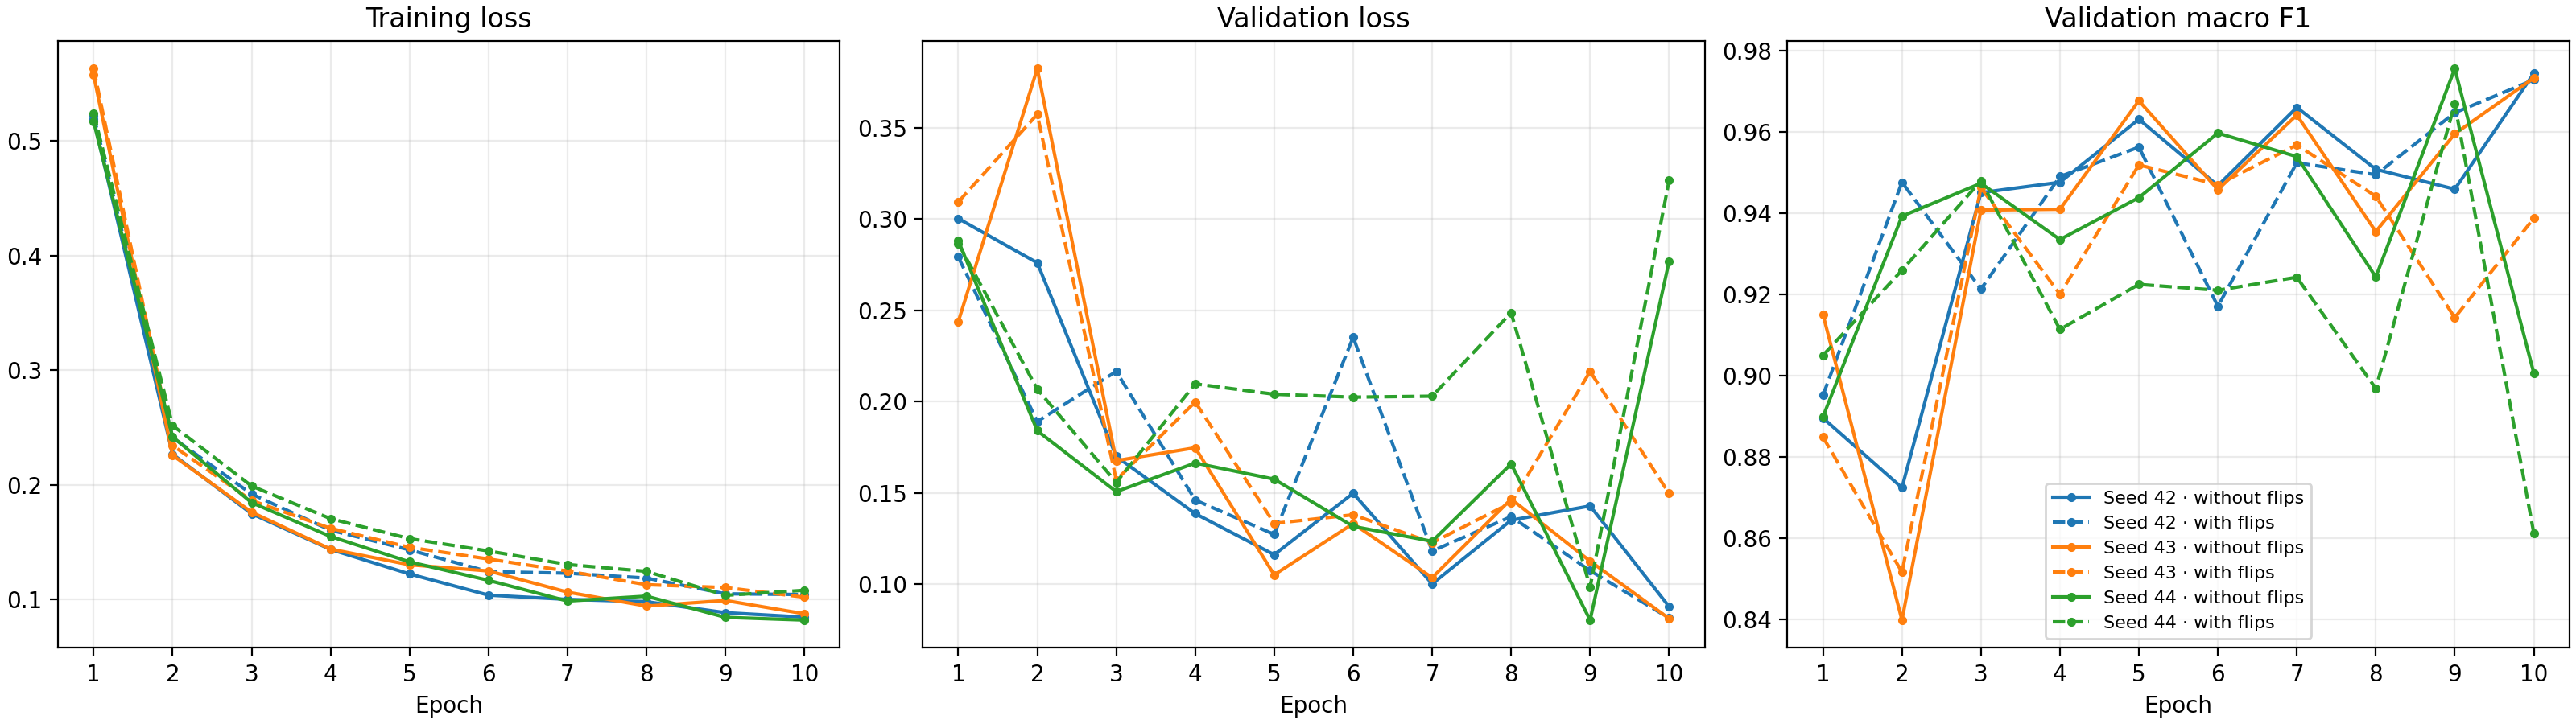 Training loss
0.5
0.4
0.3
0.2
0.1
1 2 3 4 5 6 7 8 9 10
Epoch
Validation loss
0.35
0.30
0.25
0.20
0.15
0.10
1 2 3 4 5 6 7 8 9 10
Epoch
Validation macro F1
0.98
0.96
0.94
0.92
0.90
0.88
0.86
0.84
Seed 42 · without flips
Seed 42 · with flips
Seed 43 · without flips
Seed 43 · with flips
Seed 44 · without flips
Seed 44 · with flips
1 2 3 4 5 6 7 8 9 10
Epoch